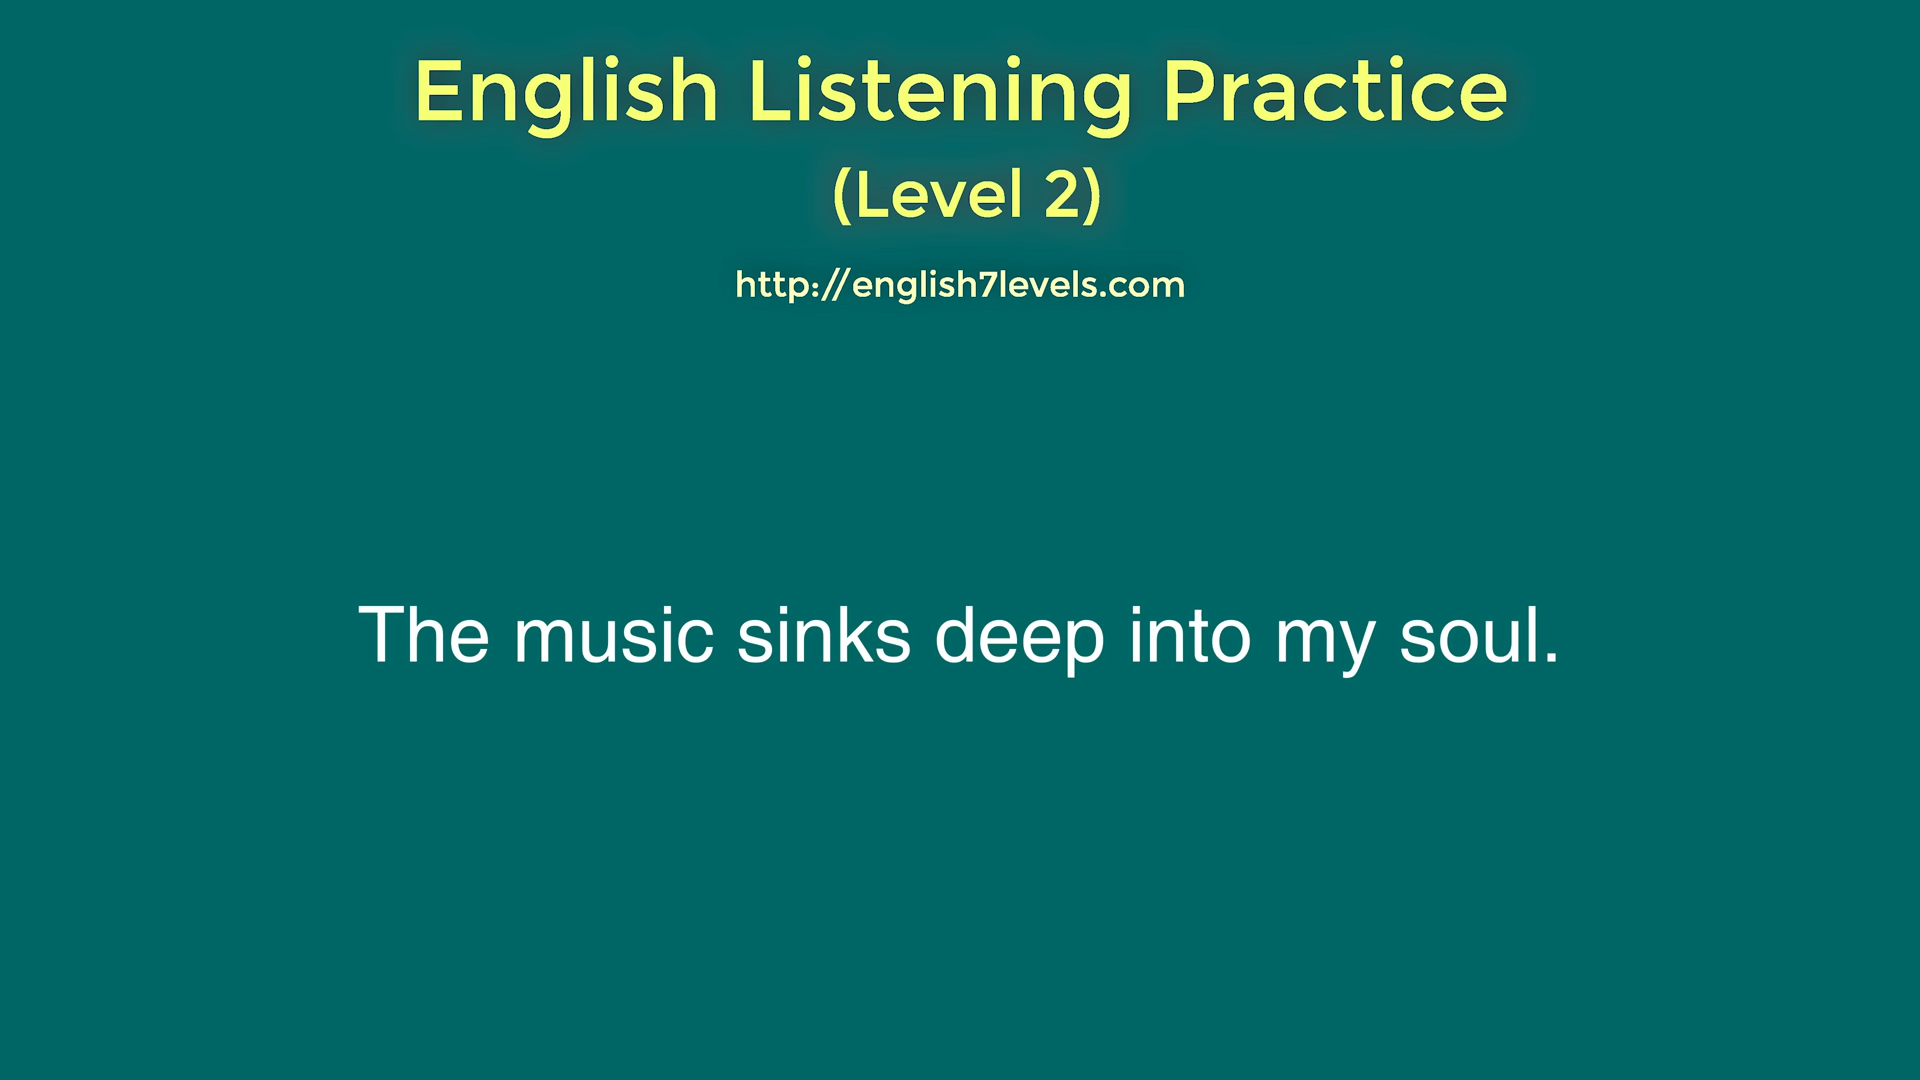 English Listening Practice
(Level 2)
http://english7levels.com
The music sinks deep into my soul.